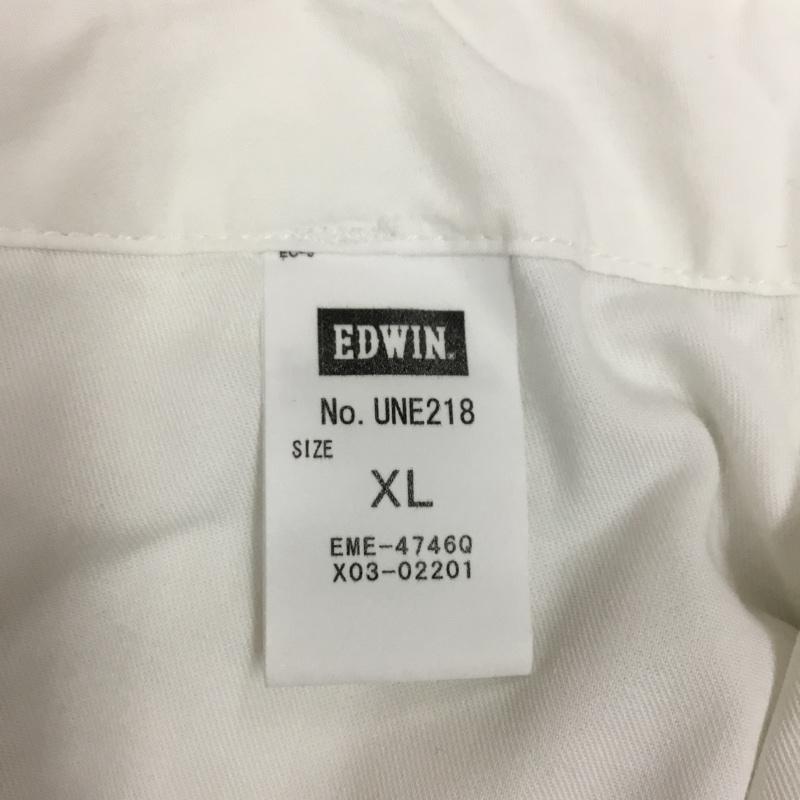 EDWIN.
No. UNE218
SIZE
XL
EME-4746Q
X03-02201